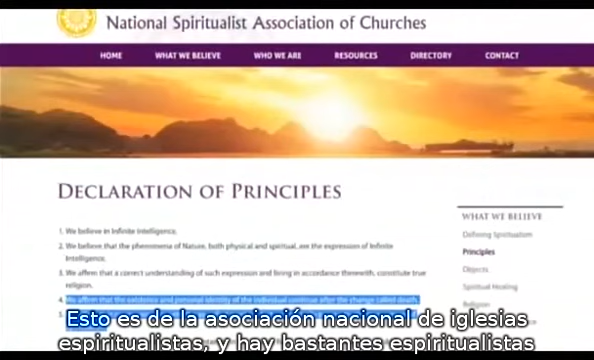 National Spiritualist Association of Churches
HOME WHAT WE BELIEVE WHO WE ARE RESOURCES DIRECTORY CONTACT
DECLARATION OF PRINCIPLES
1. We believe in Infinite Intelligence.
2. We believe that the phenomena of Nature, both physical and spiritual, are the expression of Infinite
Intelligence.
3. We affirm that a correct understanding of such expression and living in accordance therewith, constitute true
religion.
4. We affirm that the existence and personal identity of the individual continue after the change called death.
5.
WHAT WE BELIEVE
Defining Spiritualism
Principles
Objects
Spiritual Healing
Religion
Esto es de la asociación nacional de iglesias
espiritualistas, y hay bastantes espiritualistas